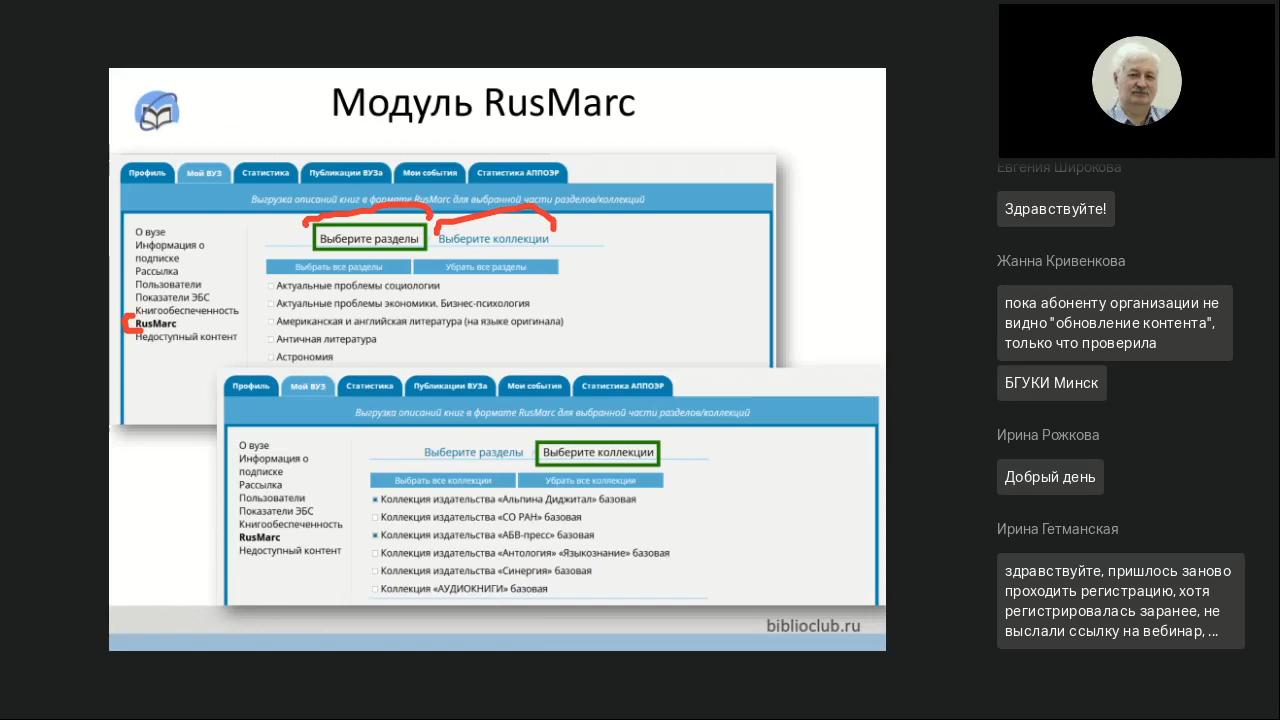 Модуль RusMarc
Профиль
Мой ВУЗ
Статистика
Публикации ВУЗа
Мои события
Статистика АППОЭР
Выгрузка описаний книг в формате RusMarc для выбранной части разделов/коллекций
О вузе
Информация о
подписке
Рассылка
Пользователи
Показатели ЭБС
Книгообеспеченность
RusMarc
Недоступный контент
Выберите разделы
Выберите коллекции
Выбрать все разделы
Убрать все разделы
Актуальные проблемы социологии
Актуальные проблемы экономики. Бизнес-психология
Американская и английская литература (на языке оригинала)
Античная литература
Астрономия
Профиль
Мой ВУЗ
Статистика
Публикации ВУЗа
Мои события
Статистика АППОЭР
Выгрузка описаний книг в формате RusMarc для выбранной части разделов/коллекций
О вузе
Информация о
подписке
Рассылка
Пользователи
Показатели ЭБС
Книгообеспеченность
RusMarc
Недоступный контент
Выберите разделы
Выберите коллекции
Выбрать все коллекции
Убрать все коллекции
Коллекция издательства «Альпина Диджитал» базовая
Коллекция издательства «СО РАН» базовая
Коллекция издательства «АБВ-пресс» базовая
Коллекция издательства «Антология» «Языкознание» базовая
Коллекция издательства «Синергия» базовая
Коллекция «АУДИОКНИГИ» базовая
biblioclub.ru
Евгения Широкова
Здравствуйте!
Жанна Кривенкова
пока абоненту организации не
видно "обновление контента",
только что проверила
БГУКИ Минск
Ирина Рожкова
Добрый день
Ирина Гетманская
здравствуйте, пришлось заново
проходить регистрацию, хотя
регистрировалась заранее, не
выслали ссылку на вебинар, ...